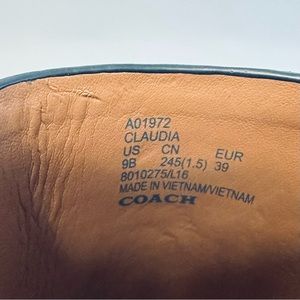 A01972
CLAUDIA
US CN EUR
9B 245(1.5) 39
8010275/L16
MADE IN VIETNAM/VIETNAM
COACH